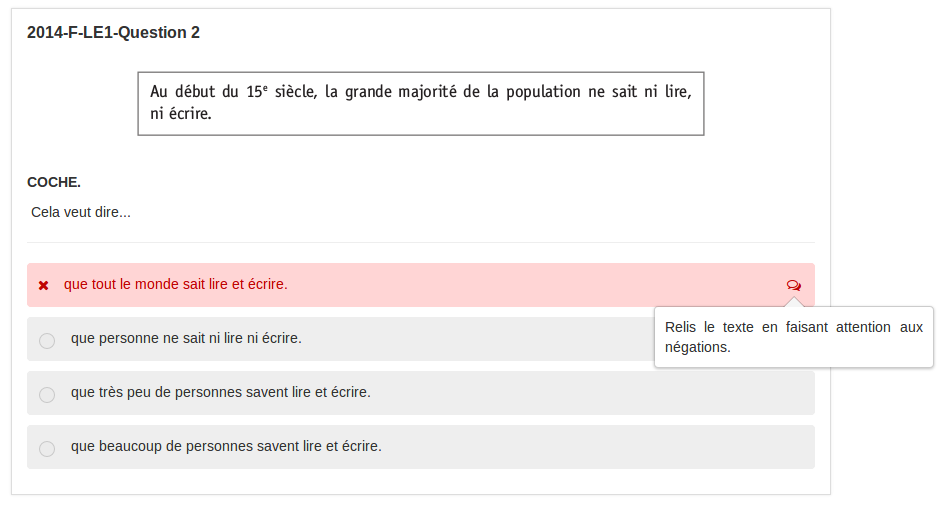 2014-F-LE1-Question 2
Au début du 15e siècle, la grande majorité de la population ne sait ni lire,
ni écrire.
COCHE.
Cela veut dire...
que tout le monde sait lire et écrire.
Relis le texte en faisant attention aux
négations.
que personne ne sait ni lire ni écrire.
que très peu de personnes savent lire et écrire.
que beaucoup de personnes savent lire et écrire.